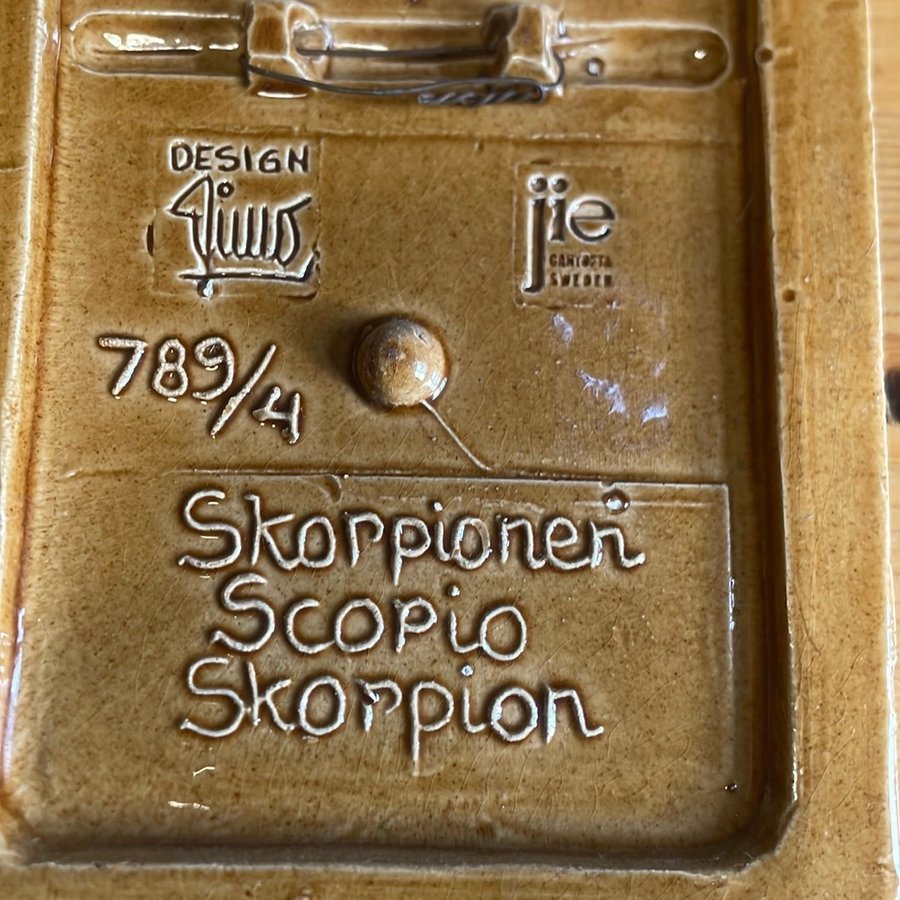 DESIGN
jie
GANTOFTA
SWEDEN
789/4
Skorpionen
Scopio
Skorpion